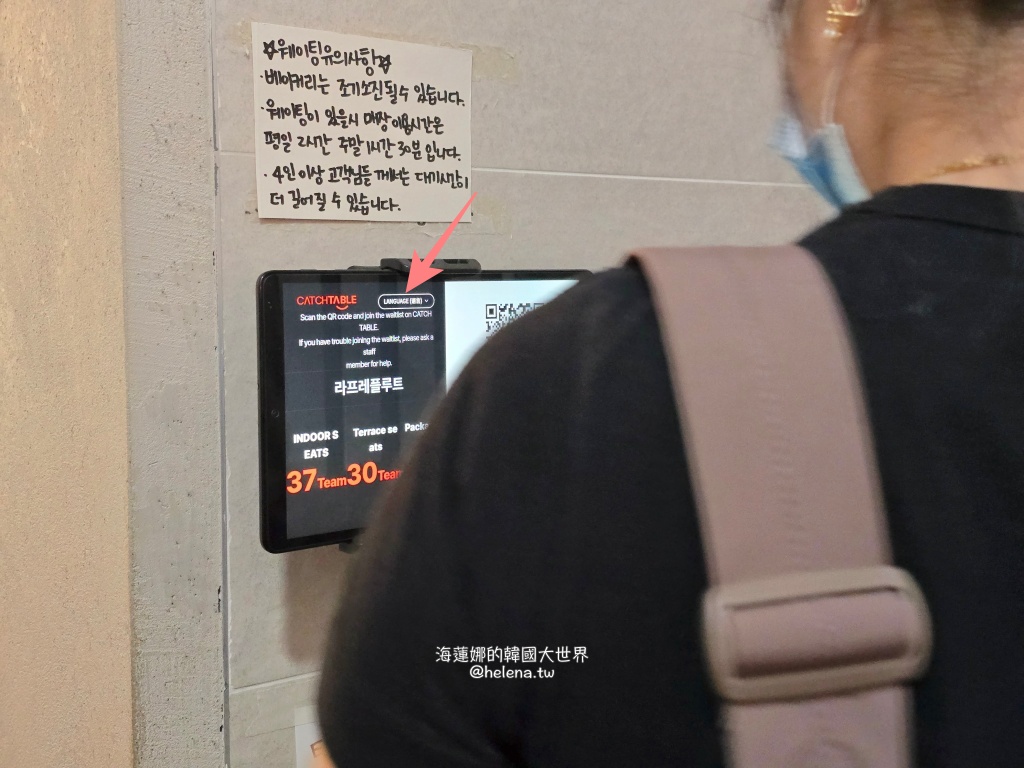 ☆웨이팅유의사항☆
·베이커리는 조기소진될수 있습니다.
·웨이팅이 있을시 매장 이용시간은
평일 2시간 주말 1시간 30분 입니다.
·4인 이상 고객님들 께서는 대기시간이
더 길어질 수 있습니다.
CATCHTABLE
LANGUAGE (語言)
Scan the QR code and join the waitlist on CATCH
TABLE.
If you have trouble joining the waitlist, please ask a
staff
member for help.
라프레플루트
INDOOR S
EATS
Terrace se
ats
Packa
37Team
30Team
海蓮娜的韓國大世界
@helena.tw